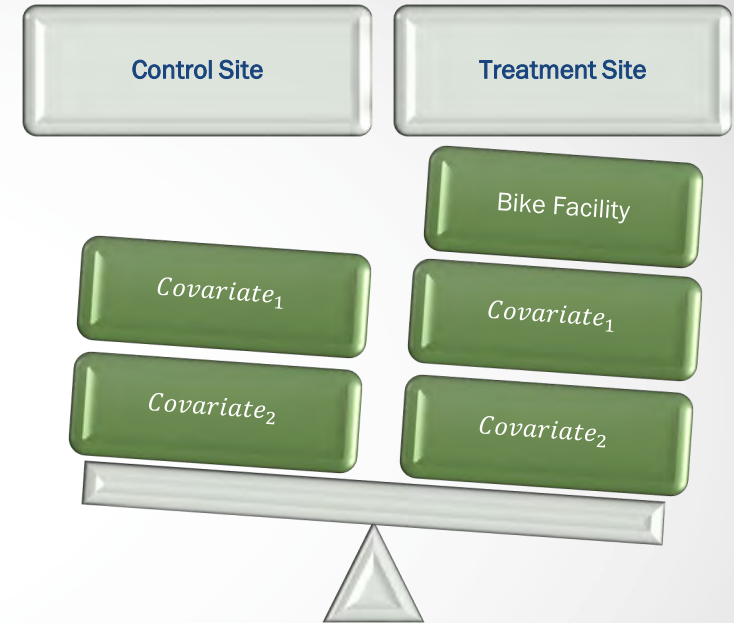 Control Site
Treatment Site
Bike Facility
Covariate₁
Covariate₁
Covariate₂
Covariate₂